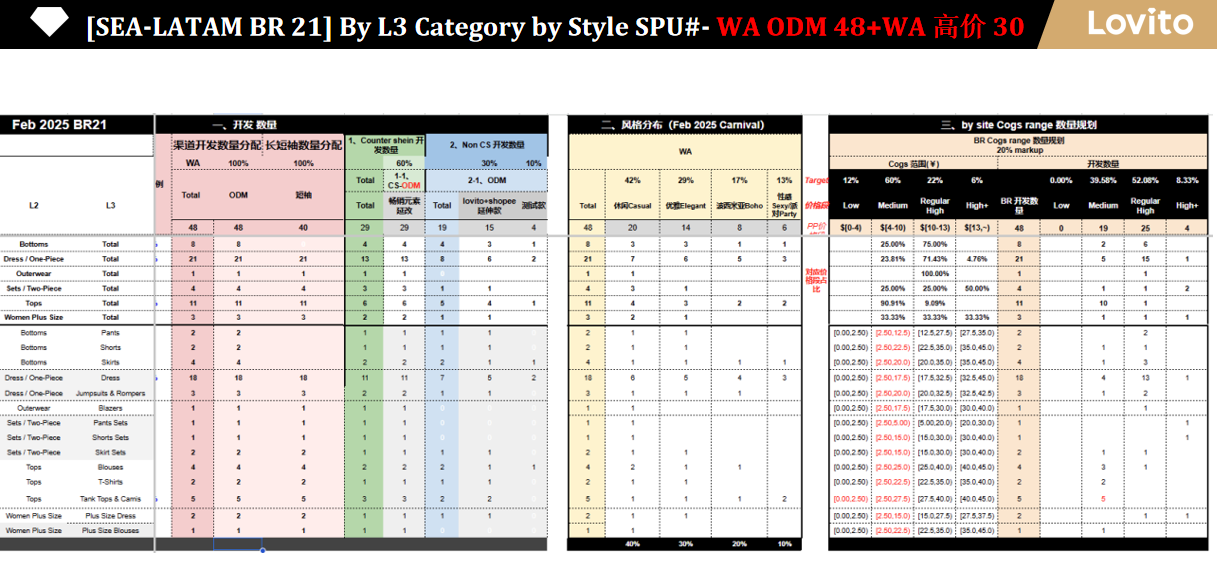 [SEA-LATAM BR 21] By L3 Category by Style SPU#- WA ODM 48+WA 高价 30
Lovito
Feb 2025 BR21
一、开发 数量
渠道开发数量分配 长短袖数量分配
WA 100% 100%
Total ODM 短袖
1、Counter shein 开发数量
60%
Total 1-1、CS-ODM
Total 畅销元素延改
2、Non CS 开发数量
30% 10%
2-1、ODM
Total lovito+shopee 延伸款 测试款
例
L2 L3
48 48 40 29 29 19 15 4
Bottoms Total 8 8 4 4 4 3 1
Dress / One-Piece Total 21 21 21 13 13 8 6 2
Outerwear Total 1 1 1 1 1
Sets / Two-Piece Total 4 4 4 3 3 1 1
Tops Total 11 11 11 6 6 5 4 1
Women Plus Size Total 3 3 3 2 2 1 1
Bottoms Pants 2 2 1 1 1 1
Bottoms Shorts 2 2 1 1 1 1
Bottoms Skirts 4 4 2 2 2 1 1
Dress / One-Piece Dress 18 18 18 11 11 7 5 2
Dress / One-Piece Jumpsuits & Rompers 3 3 3 2 2 1 1
Outerwear Blazers 1 1 1 1 1
Sets / Two-Piece Pants Sets 1 1 1 1 1
Sets / Two-Piece Shorts Sets 1 1 1 1 1
Sets / Two-Piece Skirt Sets 2 2 2 1 1 1 1
Tops Blouses 4 4 4 2 2 2 1 1
Tops T-Shirts 2 2 2 1 1 1 1
Tops Tank Tops & Camis 5 5 5 3 3 2 2
Women Plus Size Plus Size Dress 2 2 2 1 1 1 1
Women Plus Size Plus Size Blouses 1 1 1 1 1
二、风格分布（Feb 2025 Carnival）
WA
42% 29% 17% 13%
Total 休闲Casual 优雅Elegant 波西米亚Boho 性感Sexy/派对Party
48 20 14 8 6
8 3 3 1 1
21 7 6 5 3
1 1
4 3 1
11 4 3 2 2
3 2 1
2 1 1
2 1 1
4 1 1 1 1
18 6 5 4 3
3 1 1 1
1 1
1 1
1 1
2 1 1
4 2 1 1
2 1 1
5 1 1 1 2
2 1 1
1 1
40% 30% 20% 10%
Target
三、by site Cogs range 数量规划
BR Cogs range 数量规划
20% markup
Cogs 范围(¥) 开发数量
12% 60% 22% 6% 0.00% 39.58% 52.08% 8.33%
Low Medium Regular High High+ BR 开发数量 Low Medium Regular High High+
$[0-4) $[4-10) $[10-13) $[13,~) 48 0 19 25 4
对应价格段占比
25.00% 75.00% 8 2 6
23.81% 71.43% 4.76% 21 5 15 1
100.00% 1 1
25.00% 25.00% 50.00% 4 1 1 2
90.91% 9.09% 11 10 1
33.33% 33.33% 33.33% 3 1 1 1
[0.00,2.50) [2.50,12.5) [12.5,27.5) [27.5,35.0) 2 2
[0.00,2.50) [2.50,22.5) [22.5,35.0) [35.0,45.0) 2 1 1
[0.00,2.50) [2.50,20.0) [20.0,35.0) [35.0,45.0) 4 1 3
[0.00,2.50) [2.50,17.5) [17.5,32.5) [32.5,45.0) 18 4 13 1
[0.00,2.50) [2.50,20.0) [20.0,32.5) [32.5,42.5) 3 1 2
[0.00,2.50) [2.50,17.5) [17.5,30.0) [30.0,40.0) 1 1
[0.00,2.50) [2.50,5.00) [5.00,20.0) [20.0,30.0) 1 1
[0.00,2.50) [2.50,15.0) [15.0,30.0) [30.0,40.0) 1 1
[0.00,2.50) [2.50,15.0) [15.0,30.0) [30.0,40.0) 2 1 1
[0.00,2.50) [2.50,25.0) [25.0,40.0) [40.0,45.0) 4 3 1
[0.00,2.50) [2.50,22.5) [22.5,35.0) [35.0,40.0) 2 2
[0.00,2.50) [2.50,27.5) [27.5,40.0) [40.0,45.0) 5 5
[0.00,2.50) [2.50,15.0) [15.0,27.5) [27.5,37.5) 2 1 1
[0.00,2.50) [2.50,22.5) [22.5,35.0) [35.0,45.0) 1 1